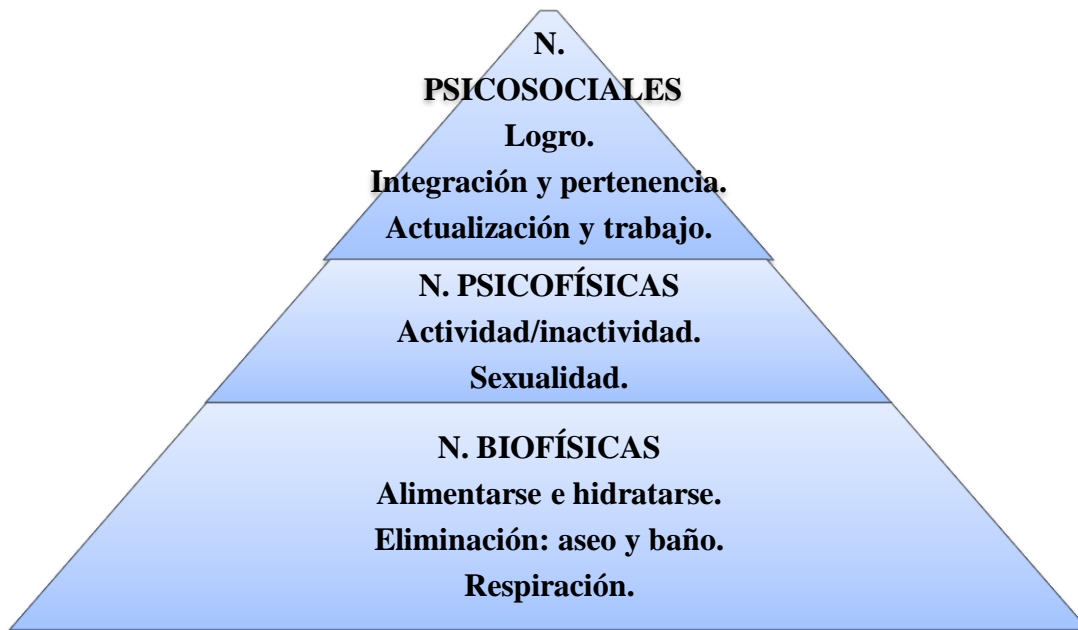 N.
PSICOSOCIALES
Logro.
Integración y pertenencia.
Actualización y trabajo.
N. PSICOFÍSICAS
Actividad/inactividad.
Sexualidad.
N. BIOFÍSICAS
Alimentarse e hidratarse.
Eliminación: aseo y baño.
Respiración.